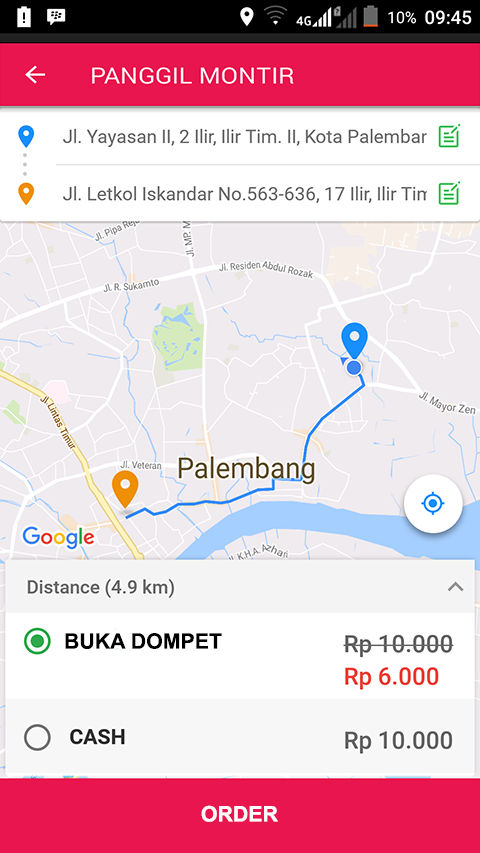 4G 10% 09:45
PANGGIL MONTIR
Jl. Yayasan II, 2 Ilir, Ilir Tim. II, Kota Palembar
Jl. Letkol Iskandar No.563-636, 17 Ilir, Ilir Tim
Jl. Pipa Reja
Jl. MP. M
Jl. Residen Abdul Rozak
Jl. R. Sukamto
Jl. Mayor Zen
Jl. Lintas Timur
Jl. Veteran
Palembang
Google
Jl. K.H.A. Azhari
Distance (4.9 km)
BUKA DOMPET Rp 10.000
Rp 6.000
CASH Rp 10.000
ORDER